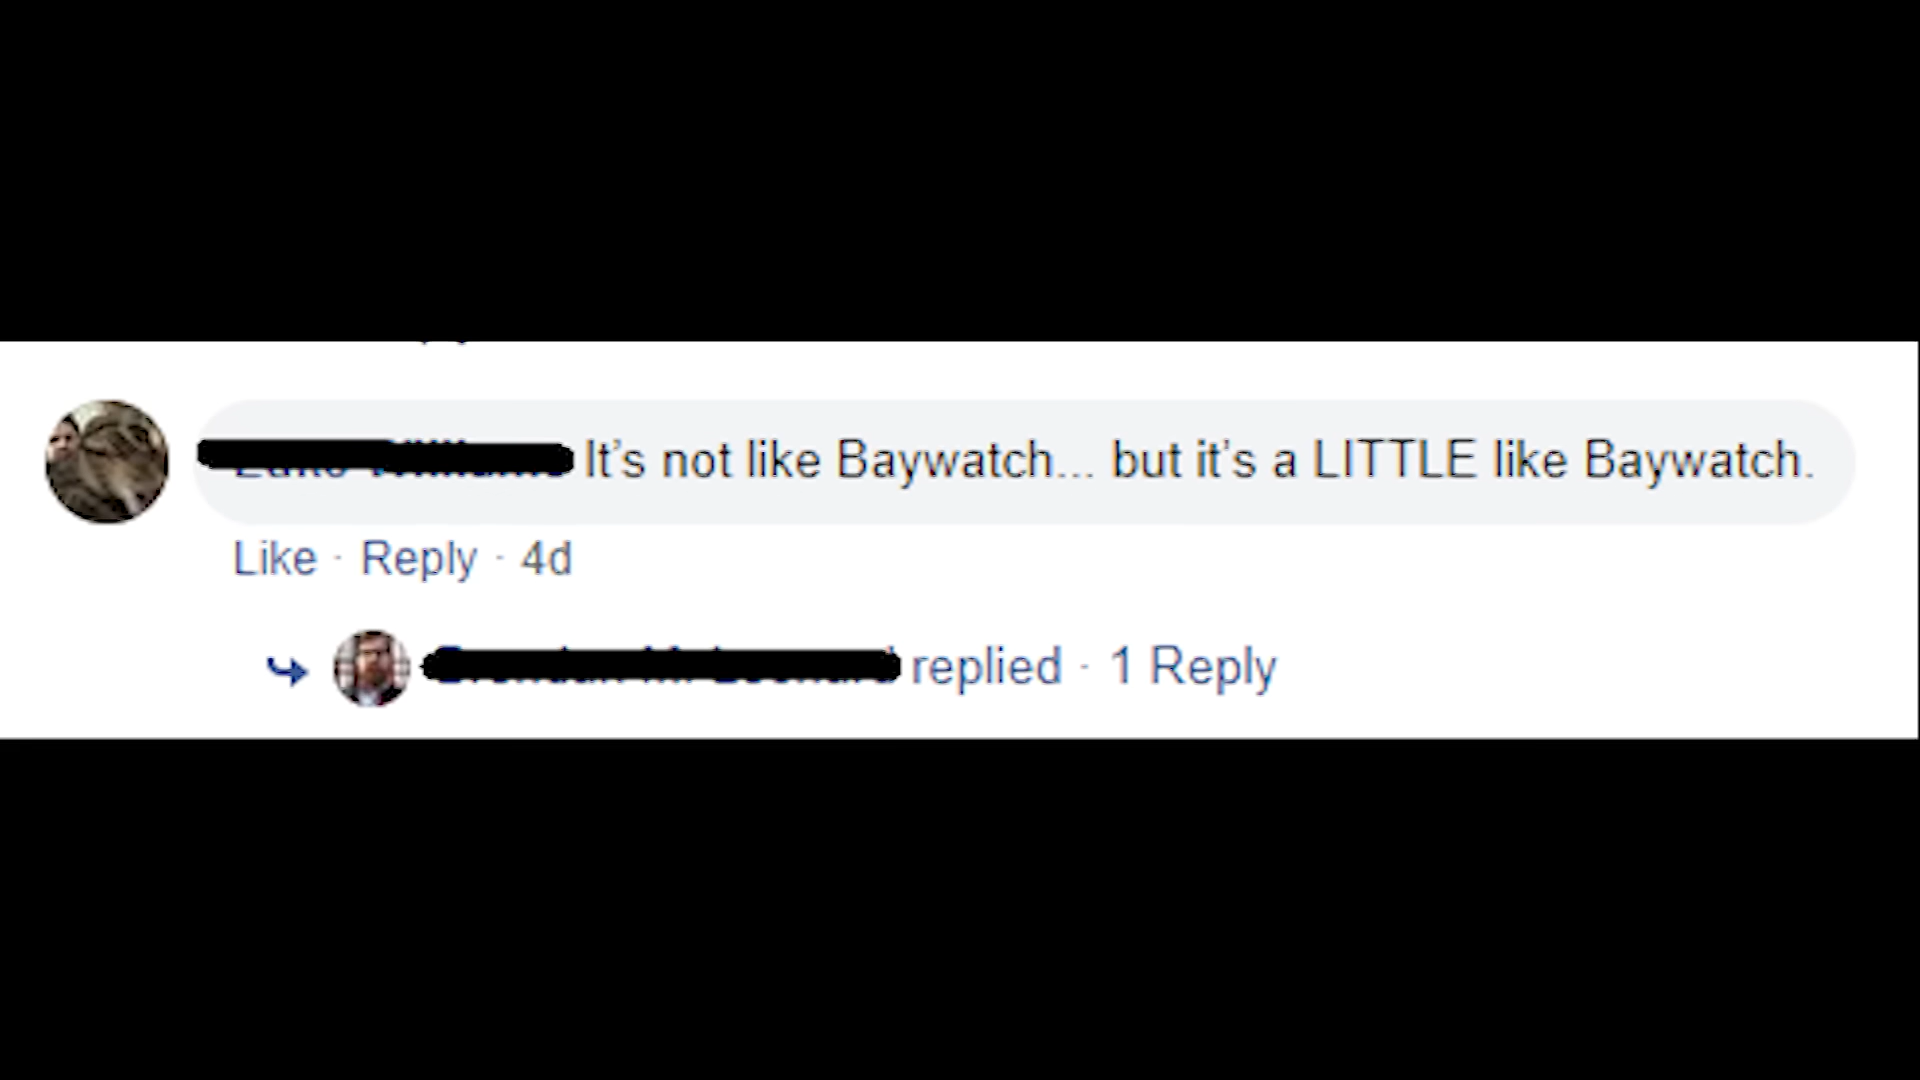 It's not like Baywatch... but it's a LITTLE like Baywatch.
Like · Reply · 4d
replied · 1 Reply